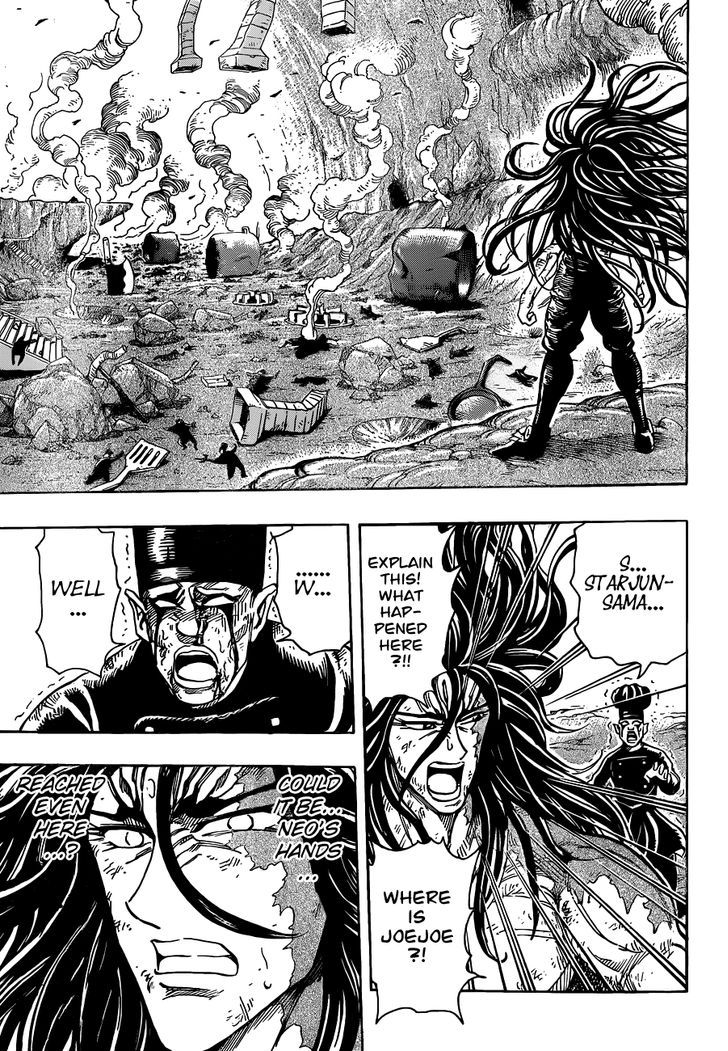 S...
STARJUN-
SAMA...
EXPLAIN
THIS!
WHAT
HAP-
PENED
HERE
?!!
WHERE
IS
JOEJOE
?!
......
W...
WELL
...
COULD
IT BE...
NEO'S
HANDS
...
REACHED
EVEN
HERE
...?